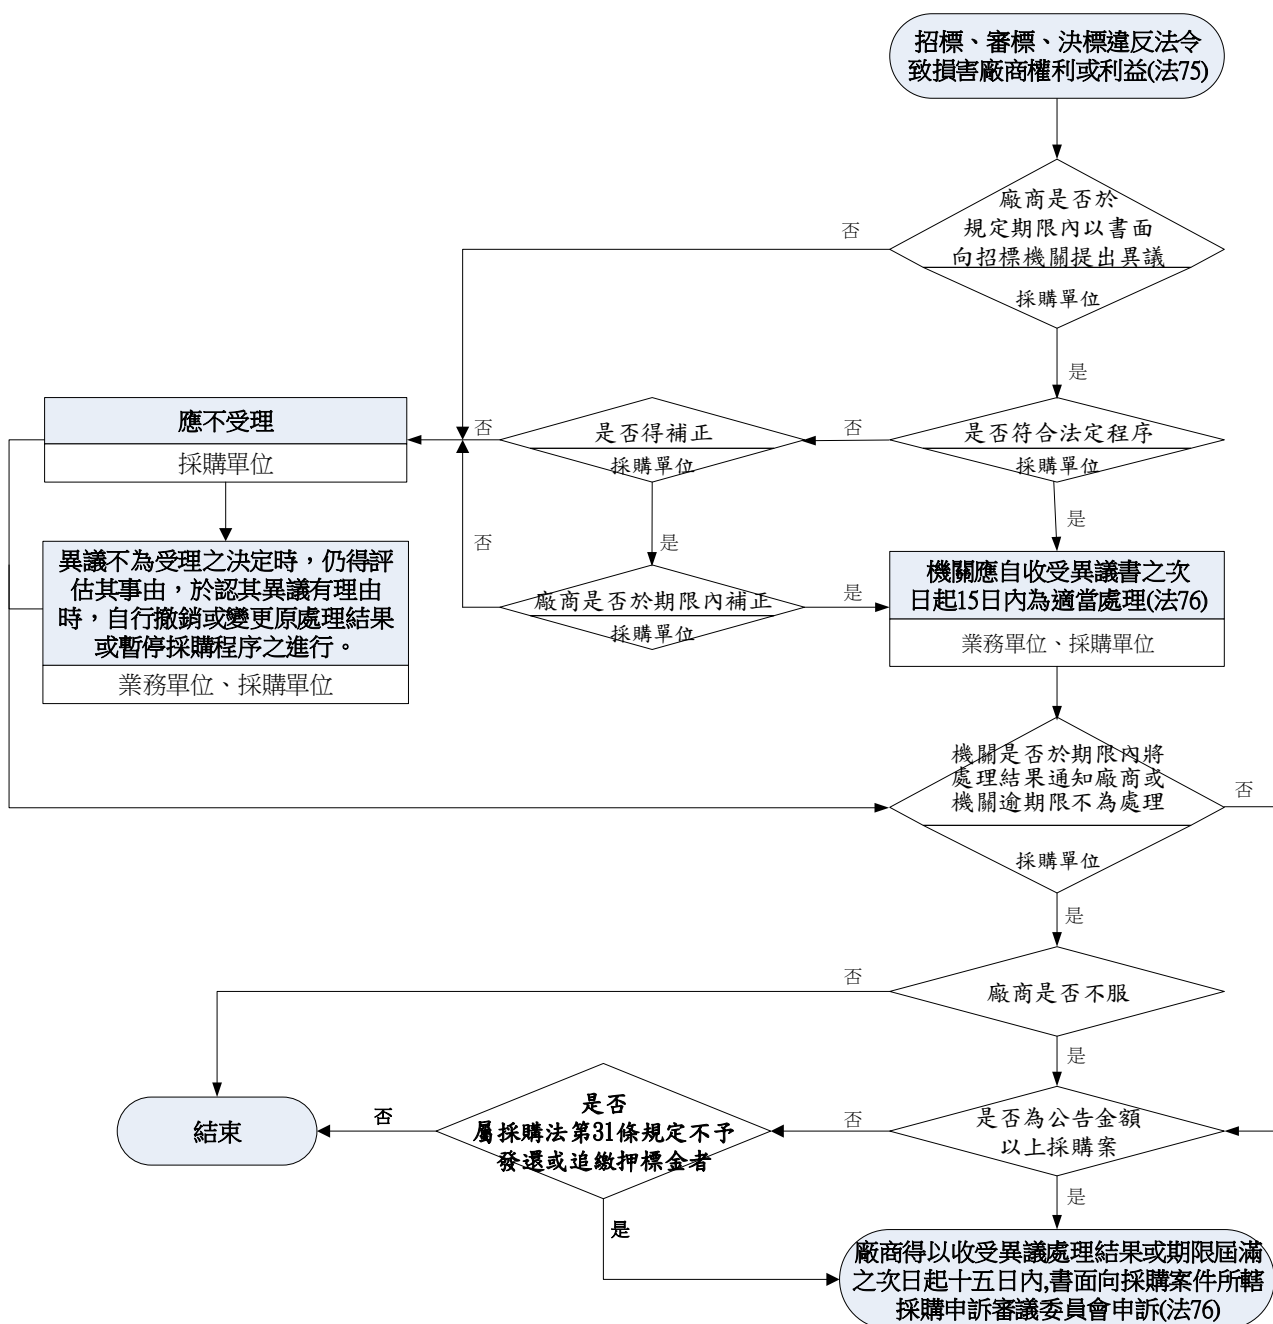 招標、審標、決標違反法令
致損害廠商權利或利益(法75)
廠商是否於
規定期限內以書面
向招標機關提出異議
採購單位
否
是
應不受理
採購單位
否
是否得補正
採購單位
否
是否符合法定程序
採購單位
是
是
異議不為受理之決定時，仍得評
估其事由，於認其異議有理由
時，自行撤銷或變更原處理結果
或暫停採購程序之進行。
業務單位、採購單位
否
廠商是否於期限內補正
採購單位
是
機關應自收受異議書之次
日起15日內為適當處理(法76)
業務單位、採購單位
機關是否於期限內將
處理結果通知廠商或
機關逾期限不為處理
採購單位
否
是
廠商是否不服
否
是
結束
否
是否
屬採購法第31條規定不予
發還或追繳押標金者
否
是否為公告金額
以上採購案
是
是
廠商得以收受異議處理結果或期限屆滿
之次日起十五日內,書面向採購案件所轄
採購申訴審議委員會申訴(法76)